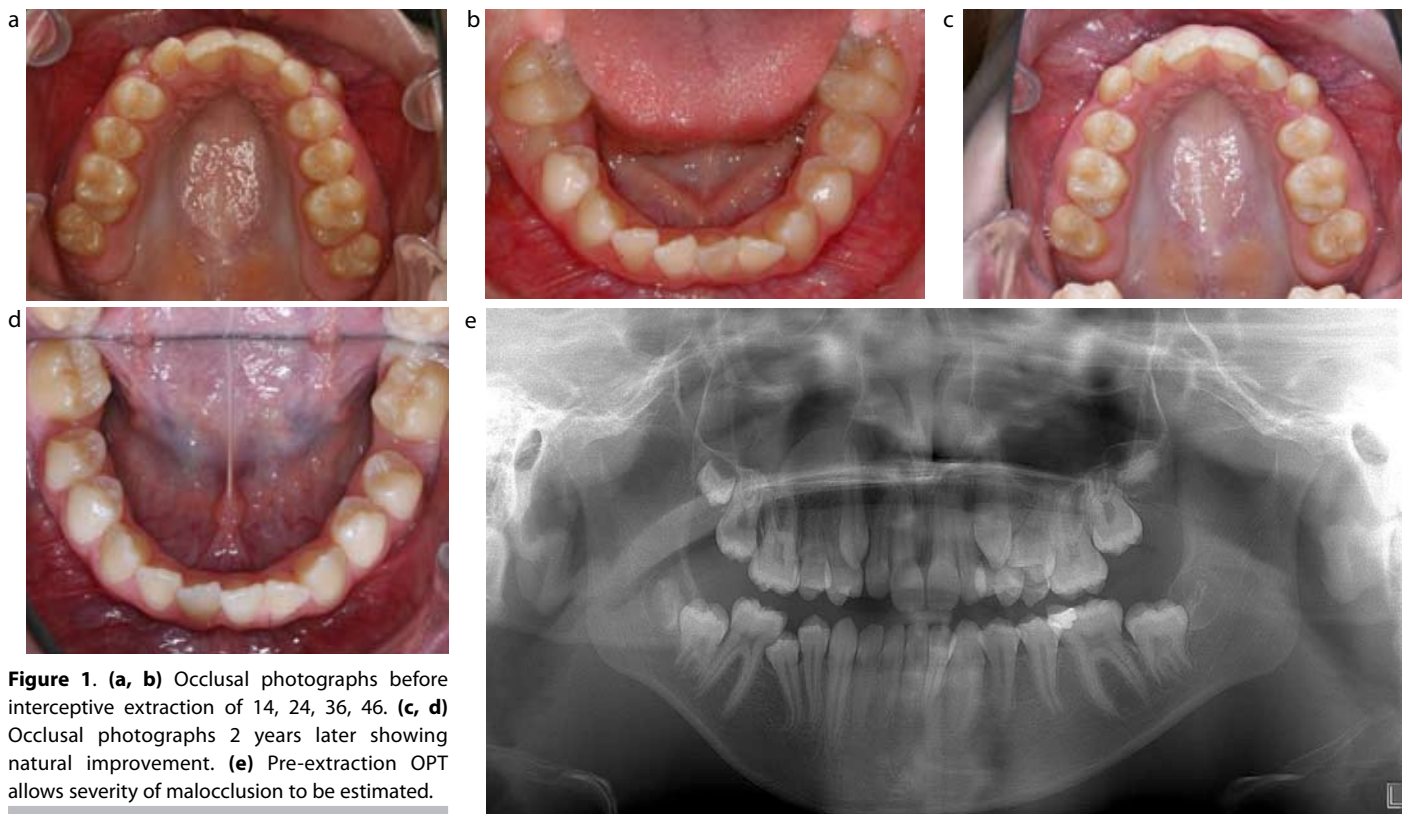 a
b
c
d
e
L
Figure 1. (a, b) Occlusal photographs before
interceptive extraction of 14, 24, 36, 46. (c, d)
Occlusal photographs 2 years later showing
natural improvement. (e) Pre-extraction OPT
allows severity of malocclusion to be estimated.